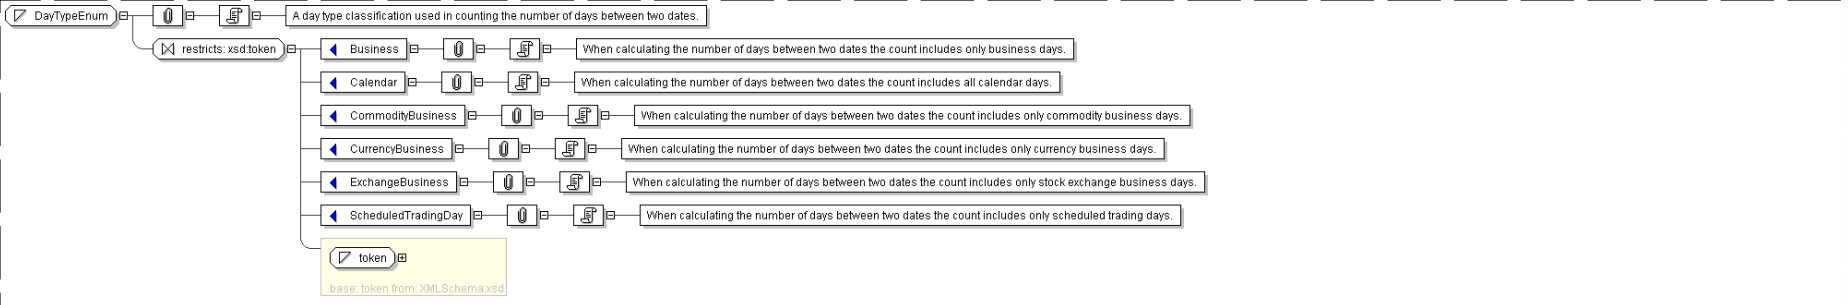 DayTypeEnum A day type classification used in counting the number of days between two dates.
restricts: xsd:token Business When calculating the number of days between two dates the count includes only business days.
Calendar When calculating the number of days between two dates the count includes all calendar days.
CommodityBusiness When calculating the number of days between two dates the count includes only commodity business days.
CurrencyBusiness When calculating the number of days between two dates the count includes only currency business days.
ExchangeBusiness When calculating the number of days between two dates the count includes only stock exchange business days.
ScheduledTradingDay When calculating the number of days between two dates the count includes only scheduled trading days.
token
base: token from: XMLSchema.xsd